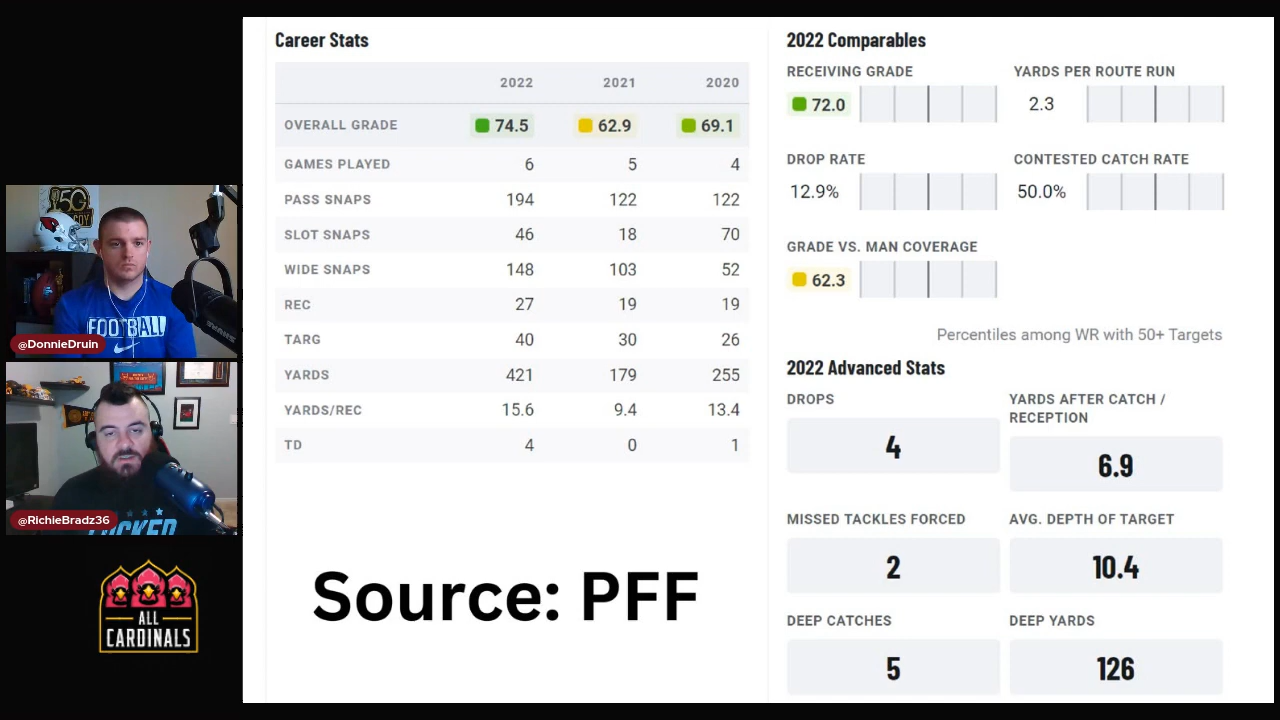 Career Stats
2022 2021 2020
OVERALL GRADE 74.5 62.9 69.1
GAMES PLAYED 6 5 4
PASS SNAPS 194 122 122
SLOT SNAPS 46 18 70
WIDE SNAPS 148 103 52
REC 27 19 19
TARG 40 30 26
YARDS 421 179 255
YARDS/REC 15.6 9.4 13.4
TD 4 0 1
Source: PFF
2022 Comparables
RECEIVING GRADE
72.0
YARDS PER ROUTE RUN
2.3
DROP RATE
12.9%
CONTESTED CATCH RATE
50.0%
GRADE VS. MAN COVERAGE
62.3
Percentiles among WR with 50+ Targets
2022 Advanced Stats
DROPS
4
YARDS AFTER CATCH /
RECEPTION
6.9
MISSED TACKLES FORCED
2
AVG. DEPTH OF TARGET
10.4
DEEP CATCHES
5
DEEP YARDS
126
FOOTBALL
@DonnieDruin
@RichieBradz36
ALL
CARDINALS